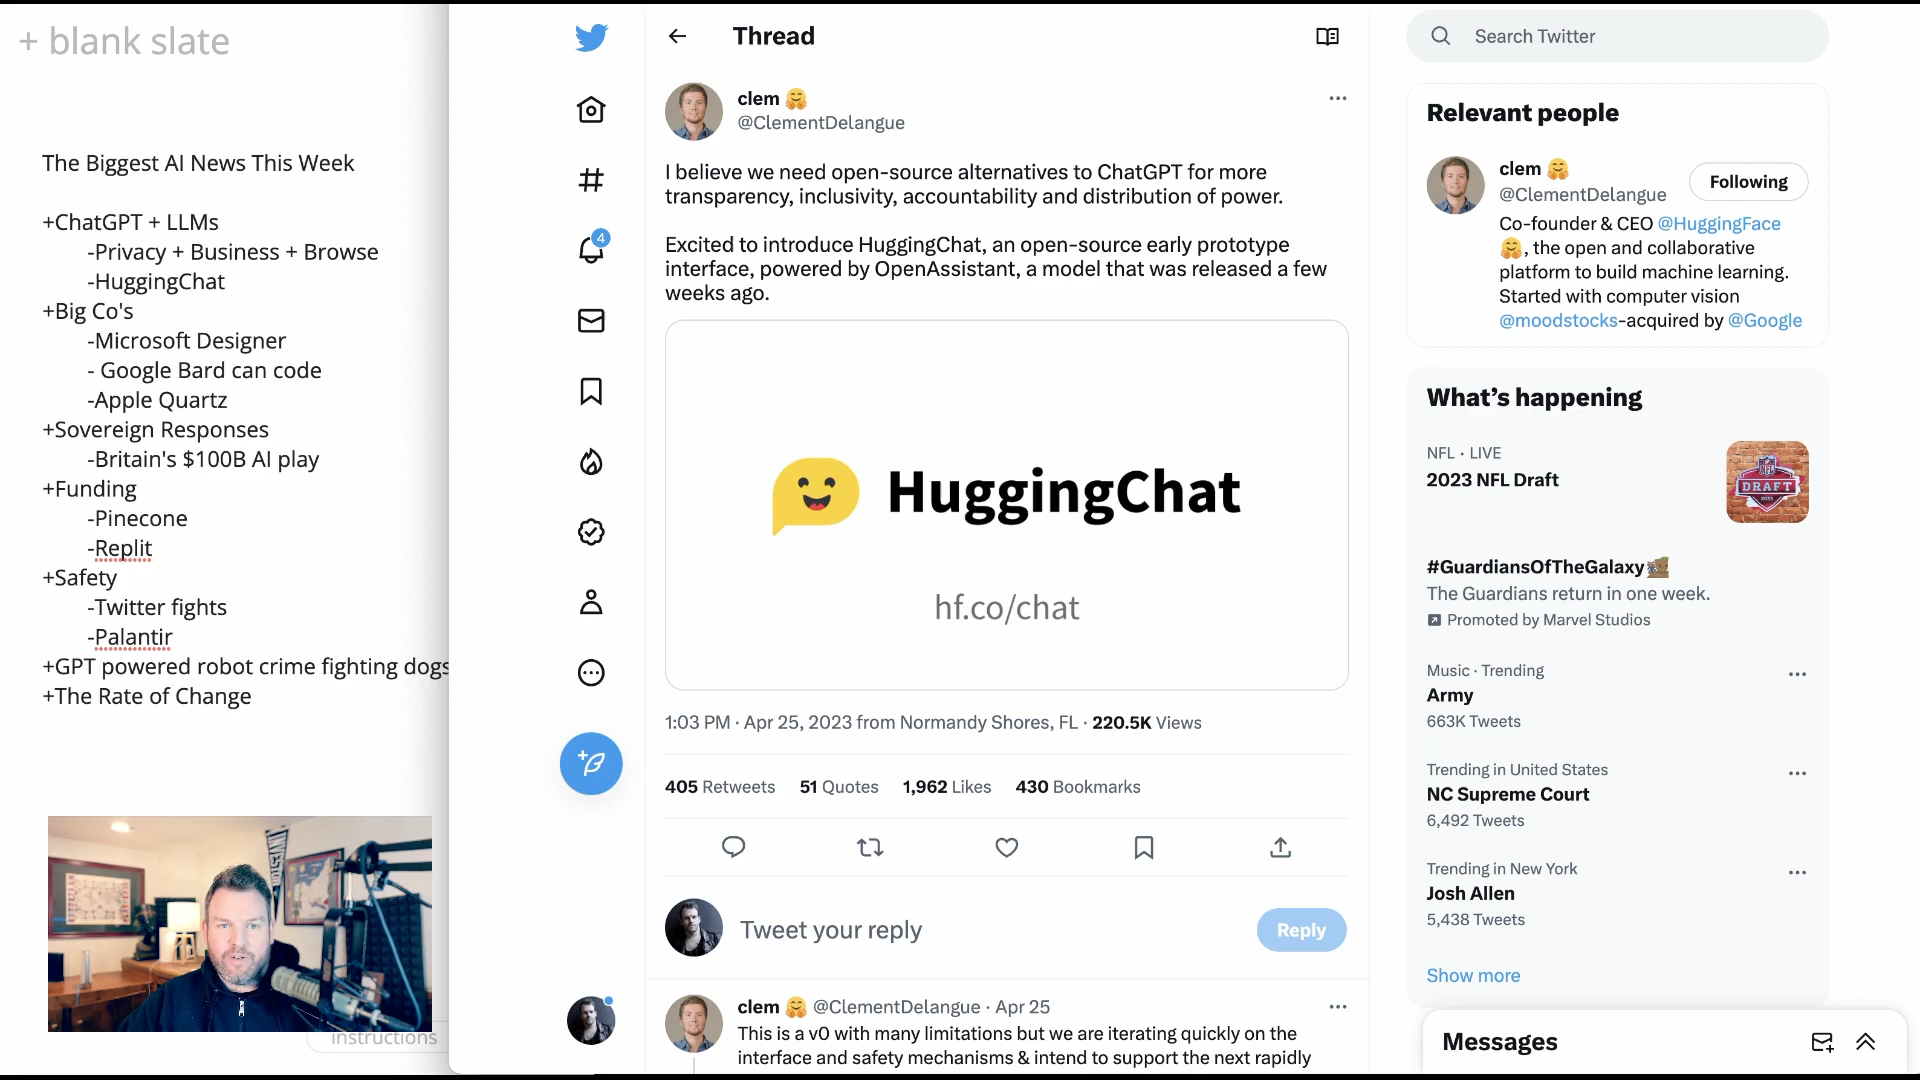 + blank slate
The Biggest AI News This Week
+ChatGPT + LLMs
-Privacy + Business + Browse
-HuggingChat
+Big Co's
-Microsoft Designer
- Google Bard can code
-Apple Quartz
+Sovereign Responses
-Britain's $100B AI play
+Funding
-Pinecone
-Replit
+Safety
-Twitter fights
-Palantir
+GPT powered robot crime fighting dogs
+The Rate of Change
instructions
4
Thread
clem 🤗
@ClementDelangue
I believe we need open-source alternatives to ChatGPT for more
transparency, inclusivity, accountability and distribution of power.
Excited to introduce HuggingChat, an open-source early prototype
interface, powered by OpenAssistant, a model that was released a few
weeks ago.
HuggingChat
hf.co/chat
1:03 PM · Apr 25, 2023 from Normandy Shores, FL · 220.5K Views
405 Retweets 51 Quotes 1,962 Likes 430 Bookmarks
Tweet your reply
Reply
clem 🤗 @ClementDelangue · Apr 25
This is a v0 with many limitations but we are iterating quickly on the
interface and safety mechanisms & intend to support the next rapidly
Search Twitter
Relevant people
clem 🤗
@ClementDelangue
Following
Co-founder & CEO @HuggingFace
🤗, the open and collaborative
platform to build machine learning.
Started with computer vision
@moodstocks-acquired by @Google
What's happening
NFL · LIVE
2023 NFL Draft
DRAFT
#GuardiansOfTheGalaxy
The Guardians return in one week.
Promoted by Marvel Studios
Music · Trending
Army
663K Tweets
Trending in United States
NC Supreme Court
6,492 Tweets
Trending in New York
Josh Allen
5,438 Tweets
Show more
Messages